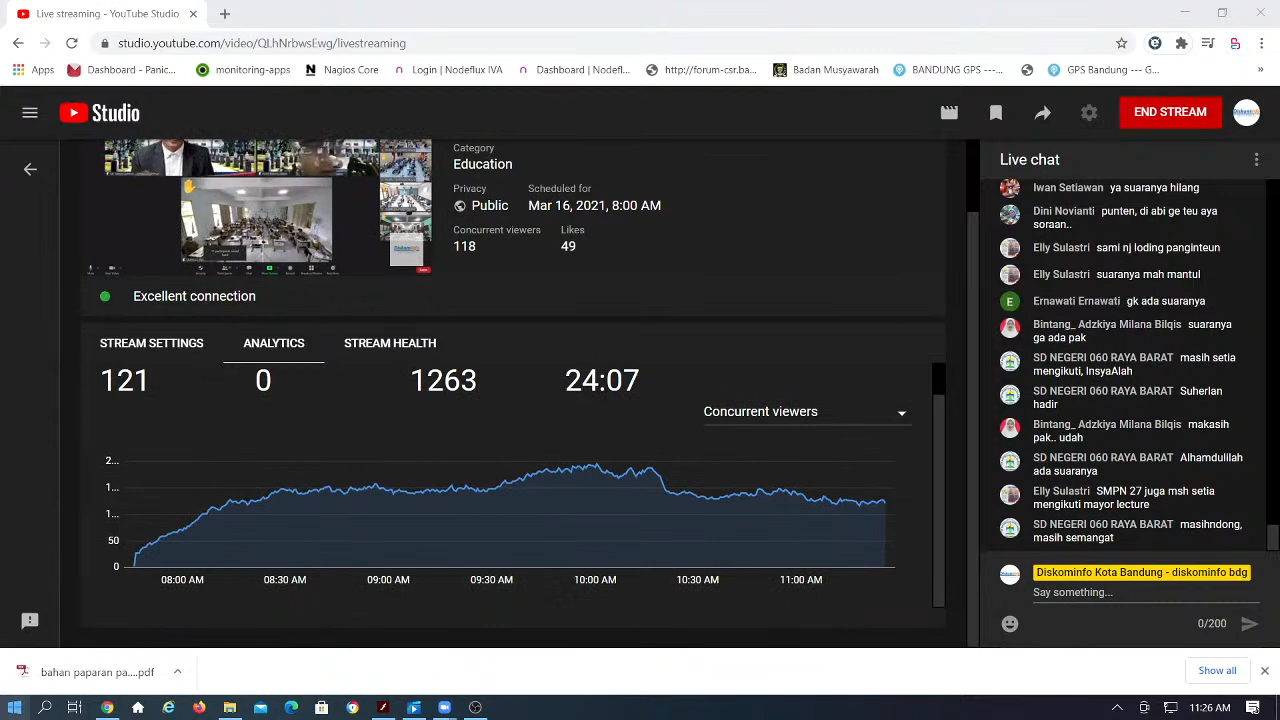 Live streaming - YouTube Studio
studio.youtube.com/video/QLhNrbwsEwg/livestreaming
Apps Dashboard - Panic... monitoring-apps Nagios Core Login | Nodeflux IVA Dashboard | Nodefl... http://forum-csr.ba... Badan Musyawarah BANDUNG GPS ---... GPS Bandung --- G... »
Studio
END STREAM
Category
Education
Privacy Scheduled for
Public Mar 16, 2021, 8:00 AM
Concurrent viewers Likes
118 49
Excellent connection
STREAM SETTINGS ANALYTICS STREAM HEALTH
121 0 1263 24:07
Concurrent viewers
2...
1...
1...
50
0
08:00 AM 08:30 AM 09:00 AM 09:30 AM 10:00 AM 10:30 AM 11:00 AM
Live chat
Iwan Setiawan ya suaranya hilang
Dini Novianti punten, di abi ge teu aya
soraan..
Elly Sulastri sami nj loding panginteun
Elly Sulastri suaranya mah mantul
E Ernawati Ernawati gk ada suaranya
Bintang_ Adzkiya Milana Bilqis suaranya
ga ada pak
SD NEGERI 060 RAYA BARAT masih setia
mengikuti, InsyaAlah
SD NEGERI 060 RAYA BARAT Suherlan
hadir
Bintang_ Adzkiya Milana Bilqis makasih
pak.. udah
SD NEGERI 060 RAYA BARAT Alhamdulilah
ada suaranya
Elly Sulastri SMPN 27 juga msh setia
mengikuti mayor lecture
SD NEGERI 060 RAYA BARAT masihndong,
masih semangat
Diskominfo Kota Bandung - diskominfo bdg
Say something...
0/200
bahan paparan pa....pdf
Show all
11:26 AM